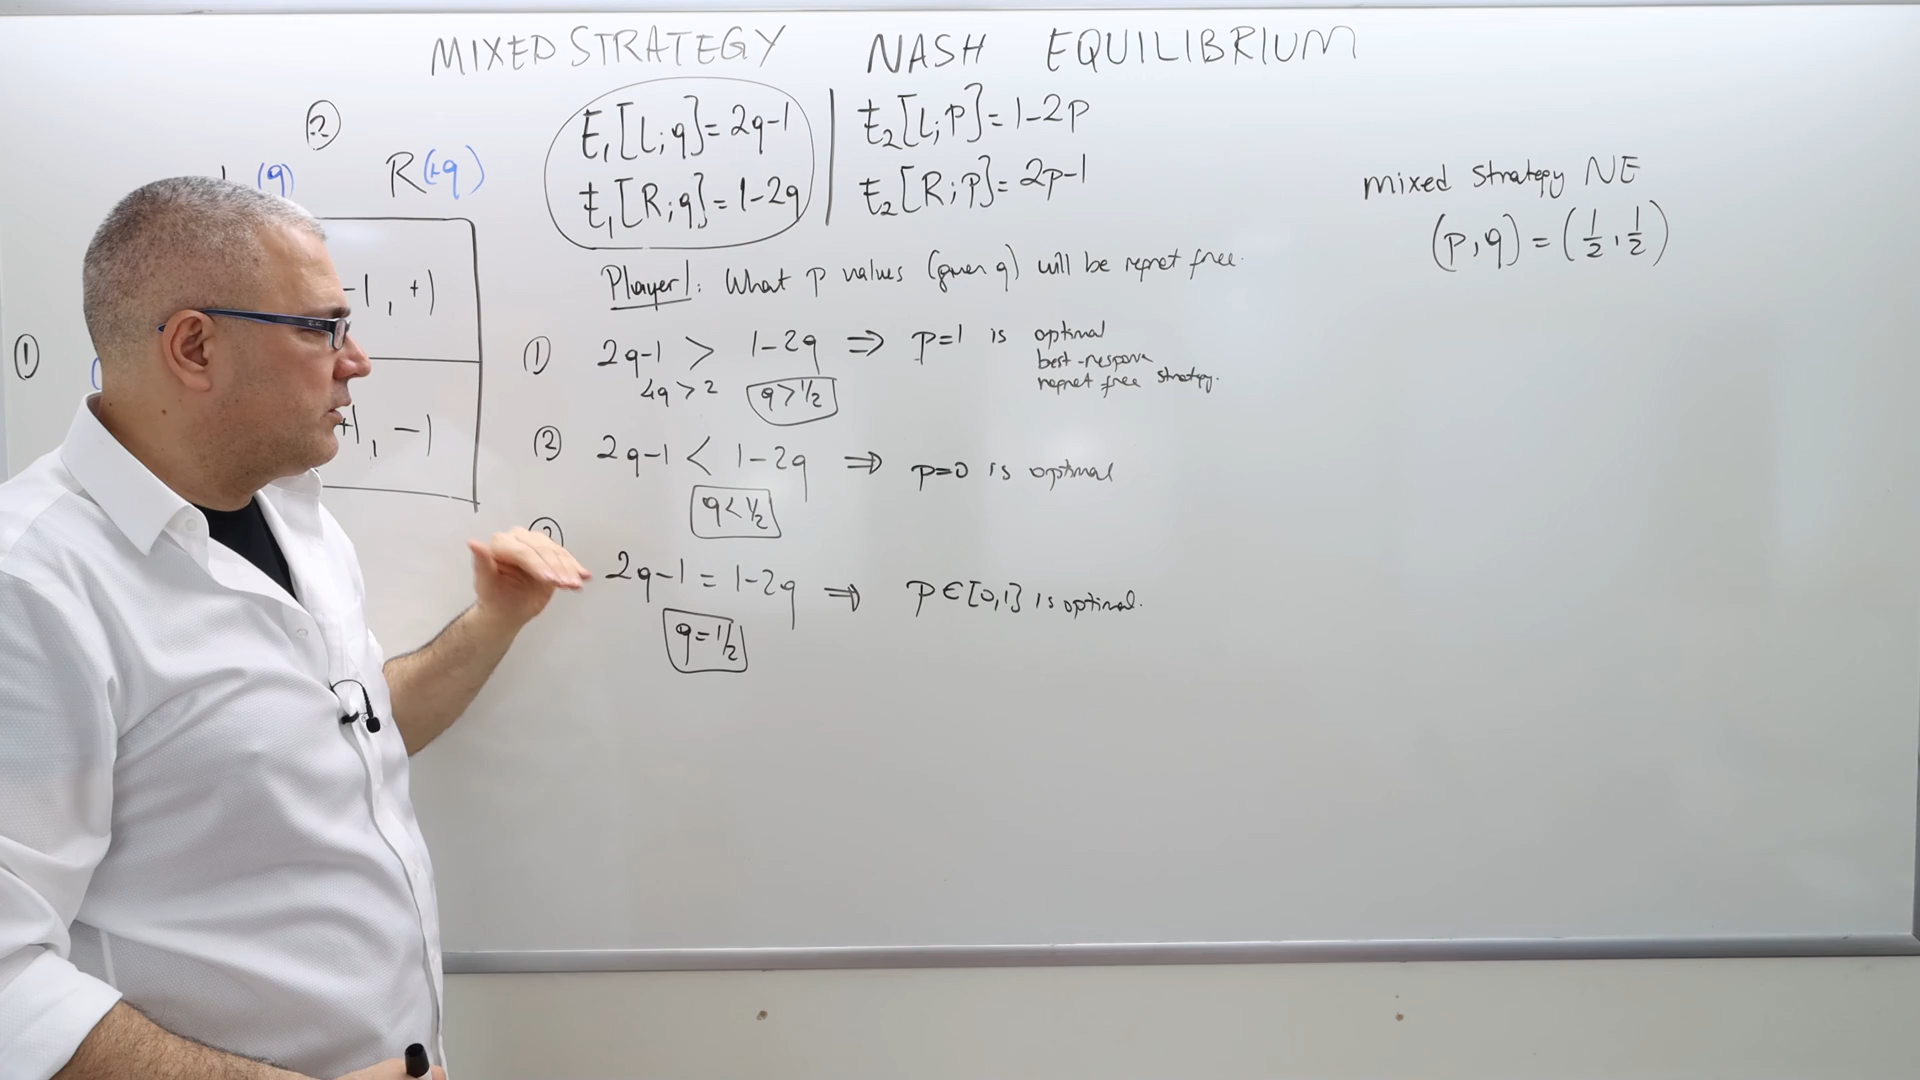 MIXED STRATEGY NASH EQUILIBRIUM
②
(q) R(1-q)
-1, +1
①
+1, -1
E₁[L;q]=2q-1
E₁[R;q]=1-2q
E₂[L;p]=1-2p
E₂[R;p]=2p-1
mixed strategy NE
(p,q) = (1/2, 1/2)
Player 1: What p values (given q) will be regret free.
① 2q-1 > 1-2q ⇒ p=1 is optimal
best-response
regret free strategy.
4q > 2 q > 1/2
② 2q-1 < 1-2q ⇒ p=0 is optimal
q < 1/2
2q-1 = 1-2q ⇒ p∈[0,1] is optimal.
q = 1/2